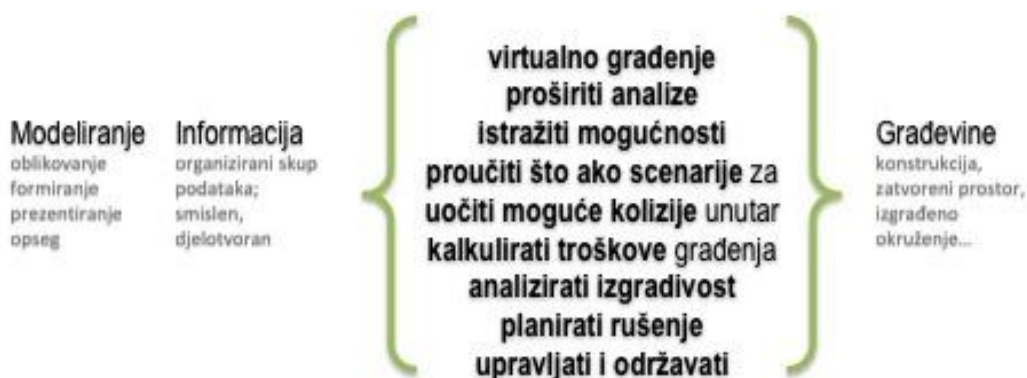 Modeliranje
oblikovanje
formiranje
prezentiranje
opseg
Informacija
organizirani skup
podataka;
smislen,
djelotvoran
virtualno građenje
proširiti analize
istražiti mogućnosti
proučiti što ako scenarije za
uočiti moguće kolizije unutar
kalkulirati troškove građenja
analizirati izgradivost
planirati rušenje
upravljati i održavati
Građevine
konstrukcija,
zatvoreni prostor,
izgrađeno
okruženje...